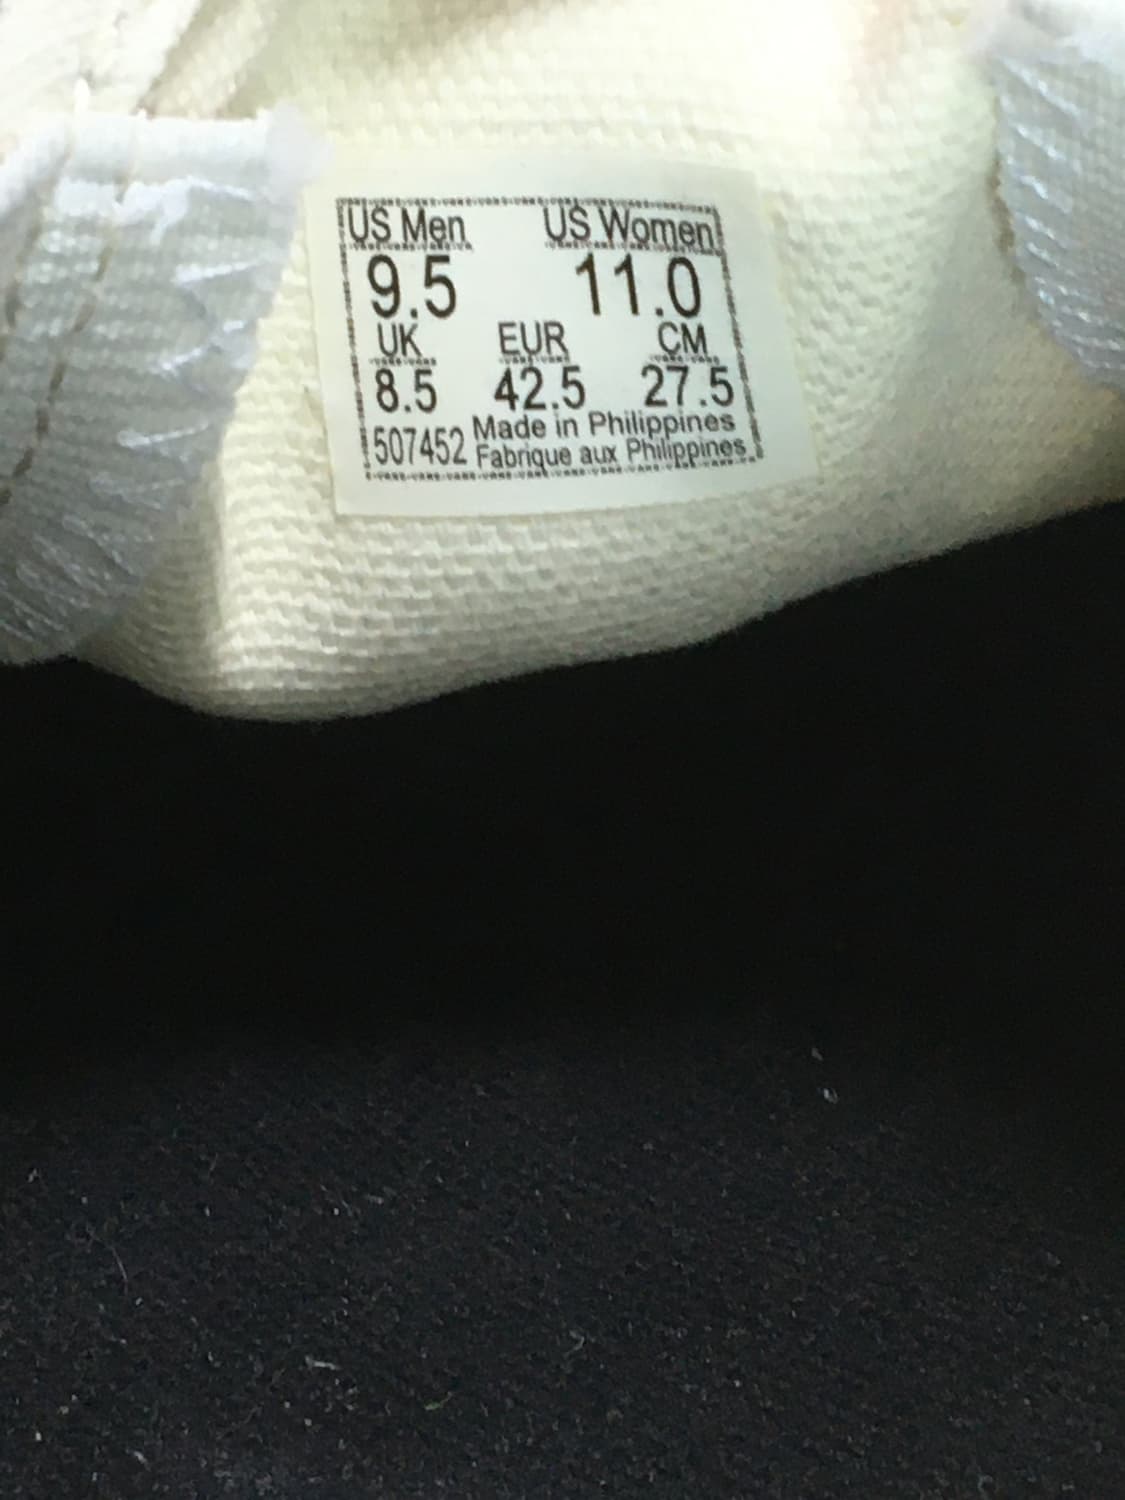 US Men US Women
9.5 11.0
UK EUR CM
8.5 42.5 27.5
507452 Made in Philippines
Fabrique aux Philippines